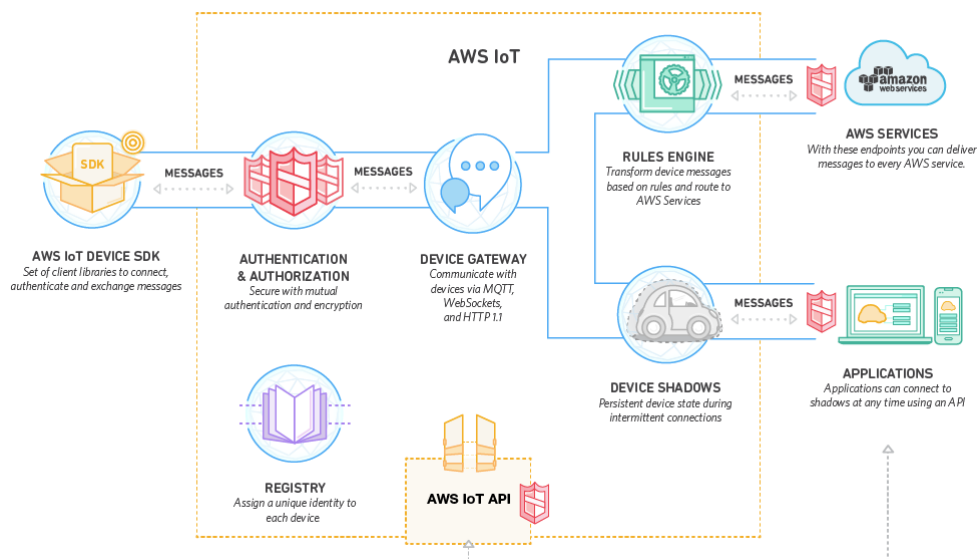 AWS IoT
SDK
MESSAGES
MESSAGES
MESSAGES
amazon
web services
AWS IoT DEVICE SDK
Set of client libraries to connect,
authenticate and exchange messages
AUTHENTICATION
& AUTHORIZATION
Secure with mutual
authentication and encryption
DEVICE GATEWAY
Communicate with
devices via MQTT,
WebSockets,
and HTTP 1.1
RULES ENGINE
Transform device messages
based on rules and route to
AWS Services
AWS SERVICES
With these endpoints you can deliver
messages to every AWS service.
MESSAGES
DEVICE SHADOWS
Persistent device state during
intermittent connections
APPLICATIONS
Applications can connect to
shadows at any time using an API
REGISTRY
Assign a unique identity to
each device
AWS IoT API